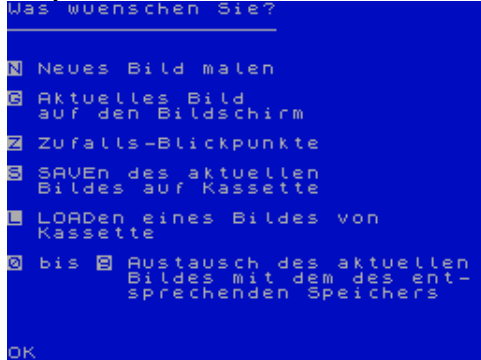 Was wuenschen Sie?
N Neues Bild malen
G Aktuelles Bild
auf den Bildschirm
Z Zufalls-Blickpunkte
S SAVEn des aktuellen
Bildes auf Kassette
L LOADen eines Bildes von
Kassette
0 bis 9 Austausch des aktuellen
Bildes mit dem des ent-
sprechenden Speichers
OK